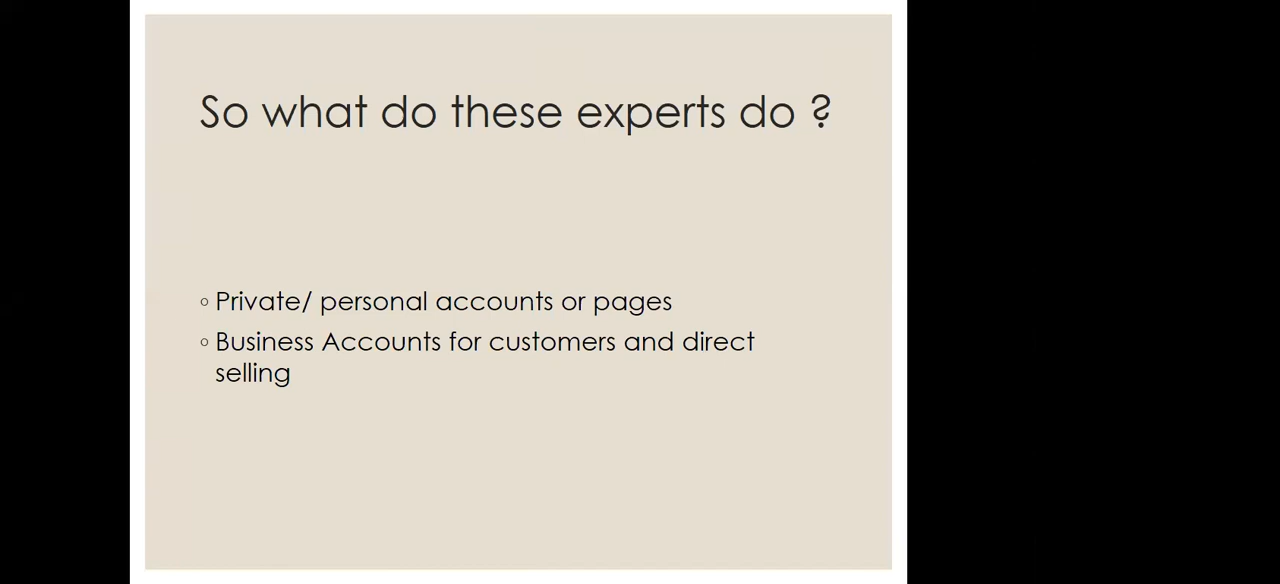 So what do these experts do ?
◦ Private/ personal accounts or pages
◦ Business Accounts for customers and direct
selling